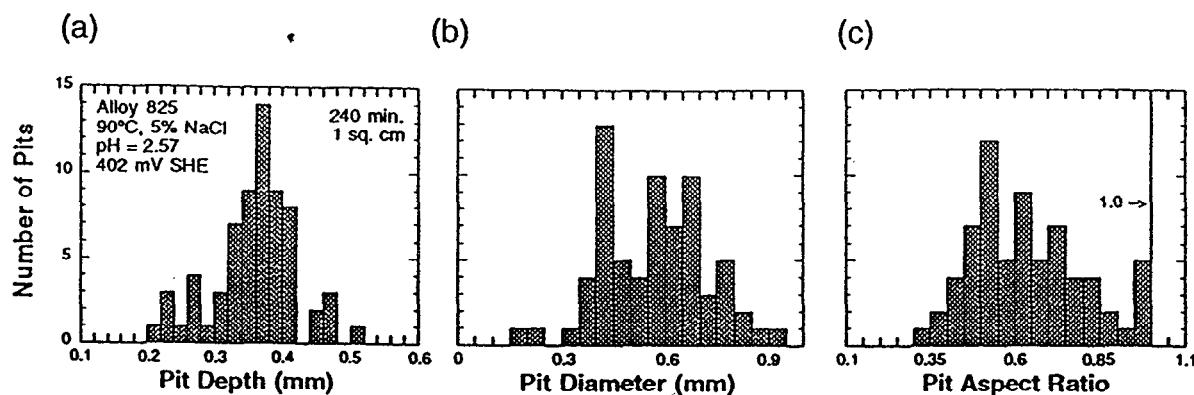 (a)
(b)
(c)
Number of Pits
15
10
5
0
Alloy 825
90°C, 5% NaCl
pH = 2.57
402 mV SHE
240 min.
1 sq. cm
0.1 0.2 0.3 0.4 0.5 0.6
Pit Depth (mm)
0 0.3 0.6 0.9
Pit Diameter (mm)
1.0 →
0.1 0.35 0.6 0.85 1.1
Pit Aspect Ratio